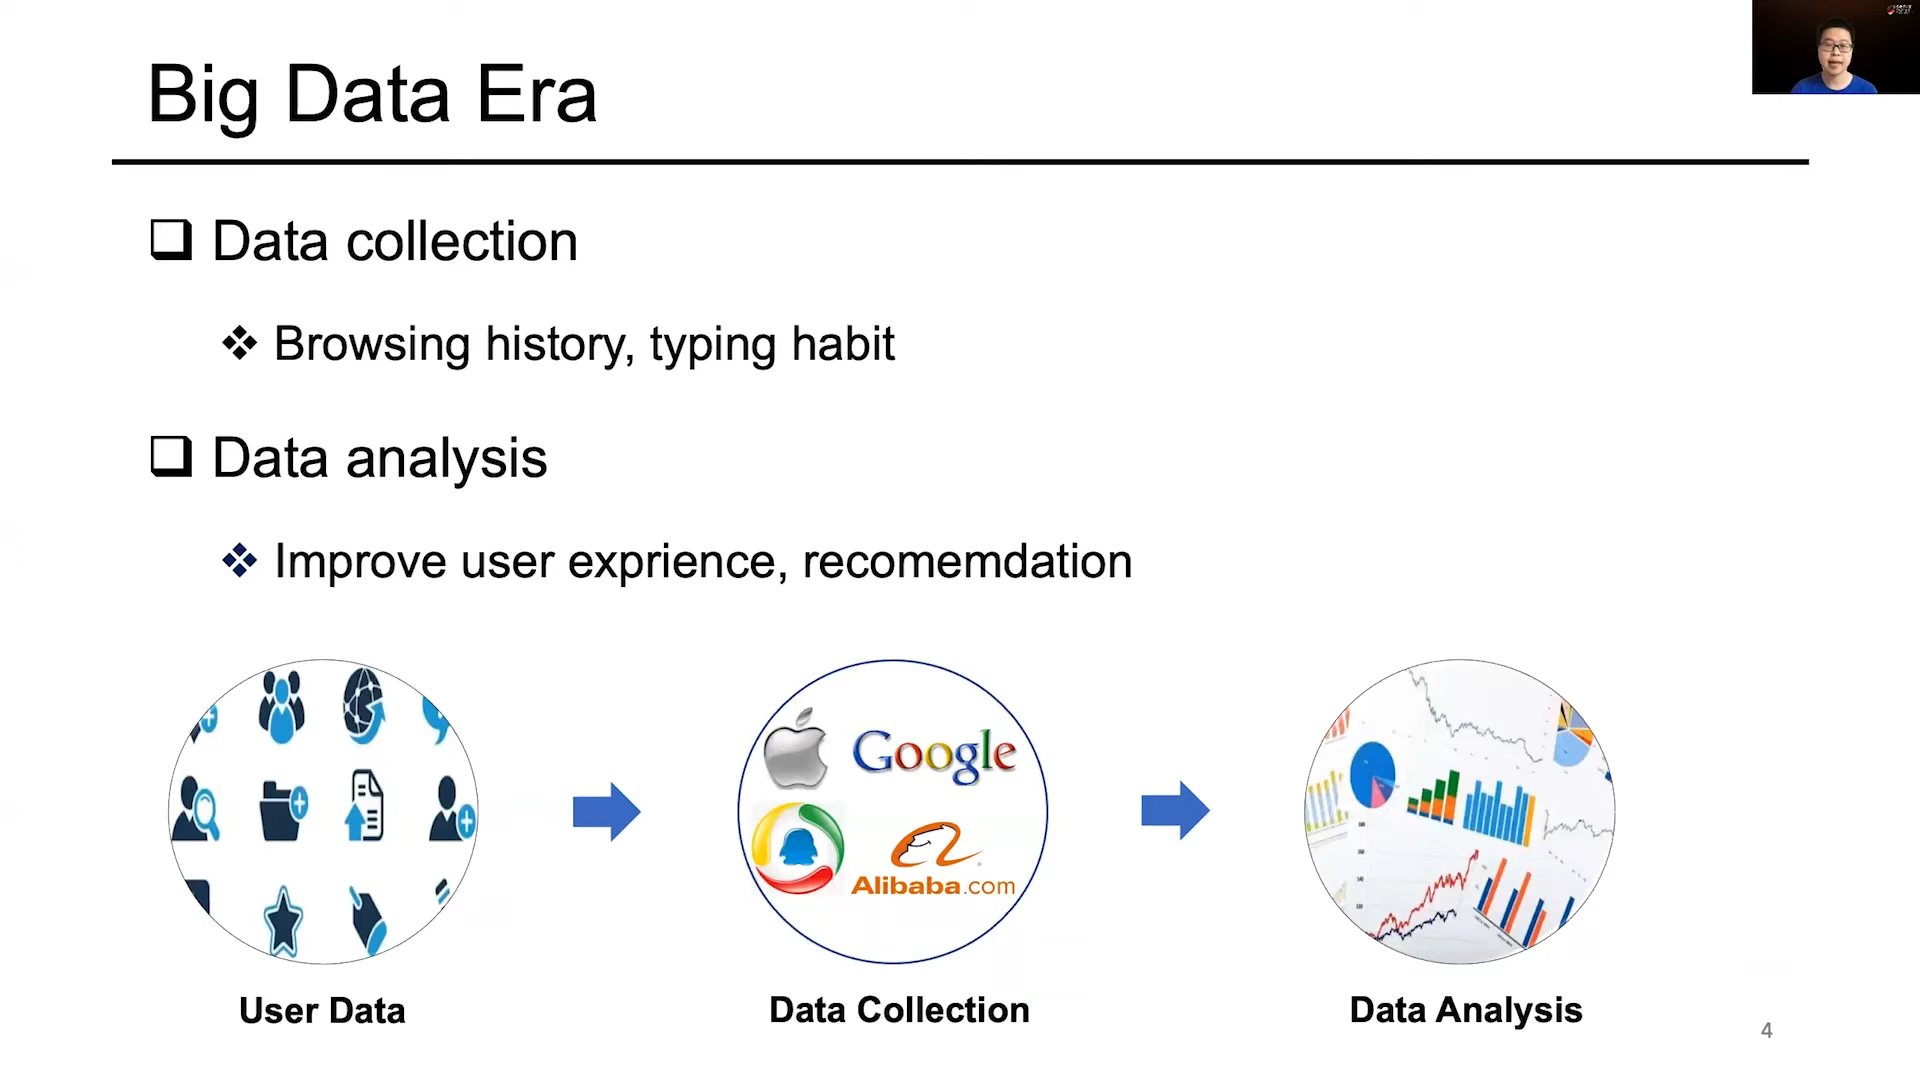 Big Data Era
Data collection
Browsing history, typing habit
Data analysis
Improve user exprience, recomemdation
Google
Alibaba.com
User Data
Data Collection
Data Analysis
4